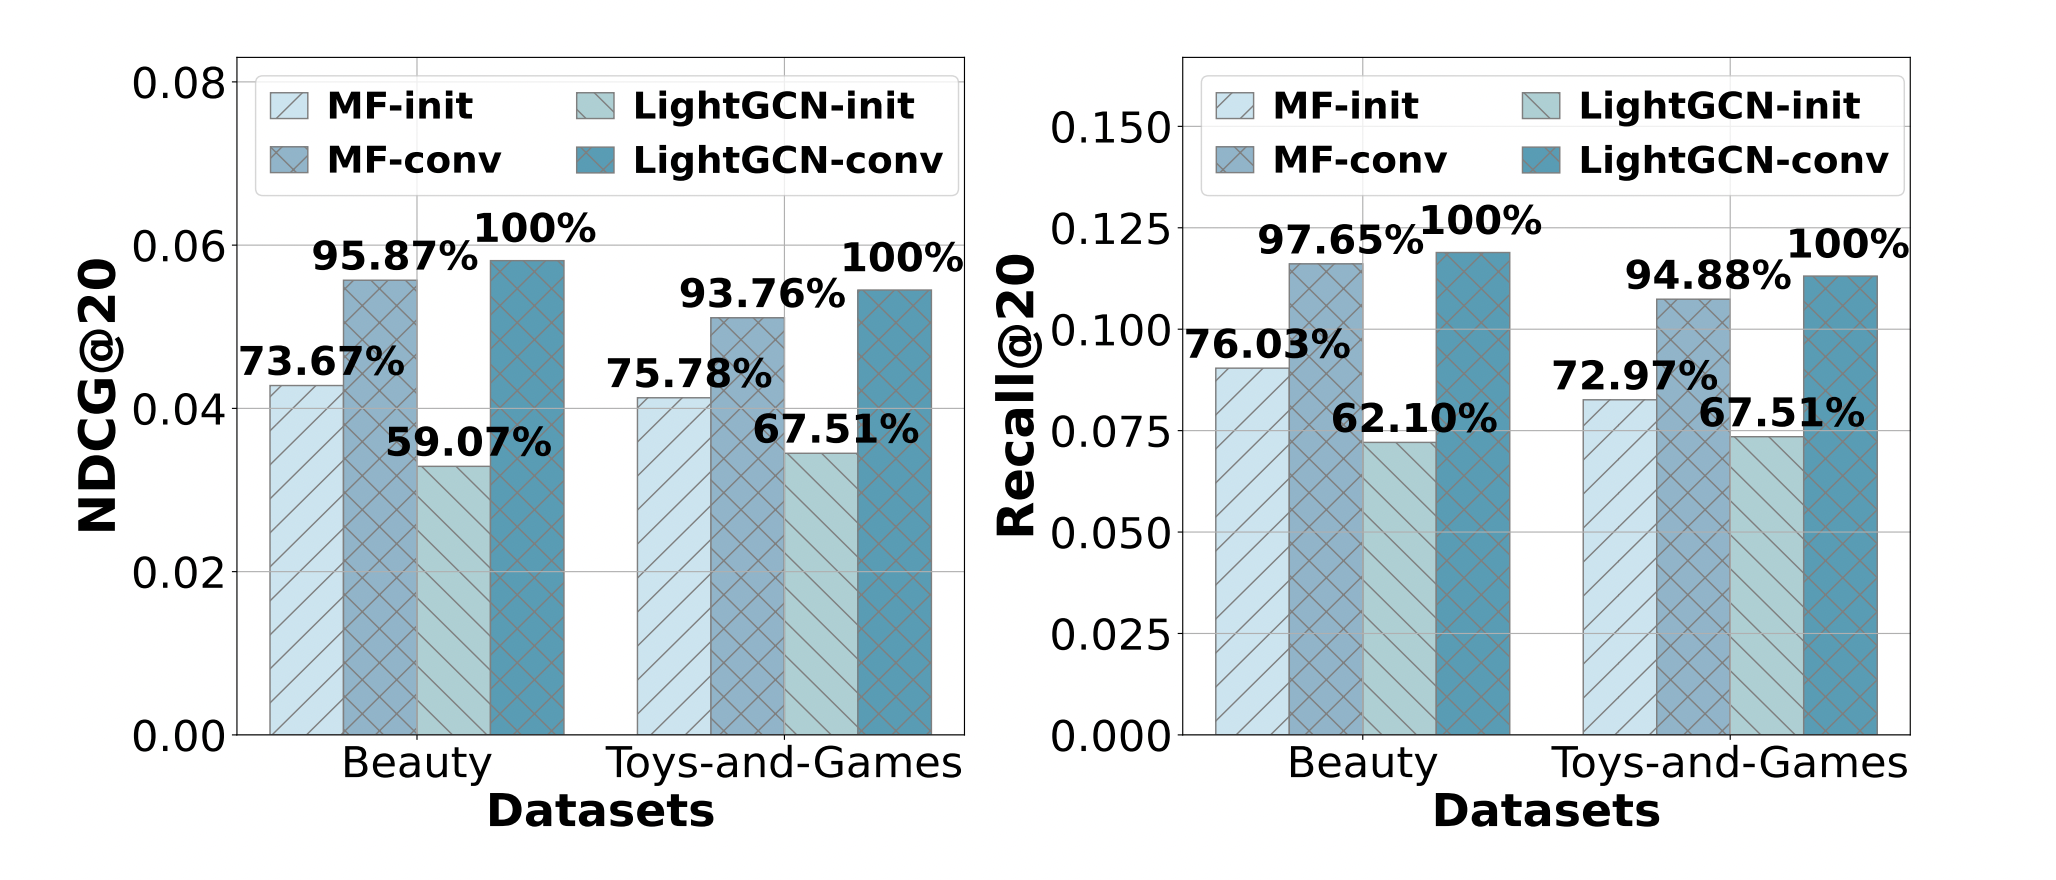 NDCG@20
0.08
0.06
0.04
0.02
0.00
MF-init
MF-conv
LightGCN-init
LightGCN-conv
73.67%
95.87%
59.07%
100%
75.78%
93.76%
67.51%
100%
Beauty
Toys-and-Games
Datasets
Recall@20
0.150
0.125
0.100
0.075
0.050
0.025
0.000
MF-init
MF-conv
LightGCN-init
LightGCN-conv
76.03%
97.65%
62.10%
100%
72.97%
94.88%
67.51%
100%
Beauty
Toys-and-Games
Datasets